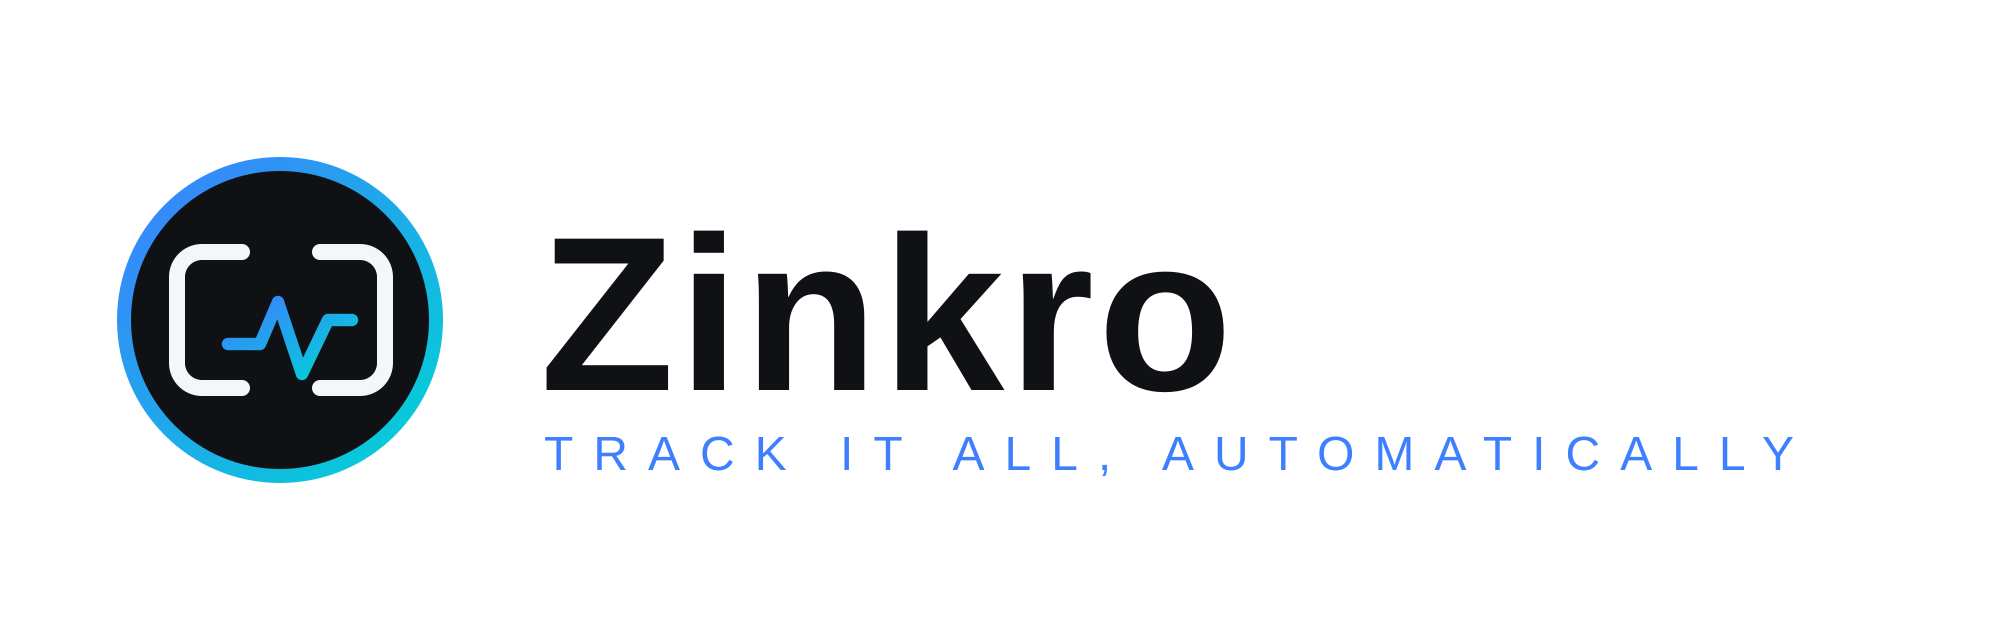 Zinkro
TRACK IT ALL, AUTOMATICALLY